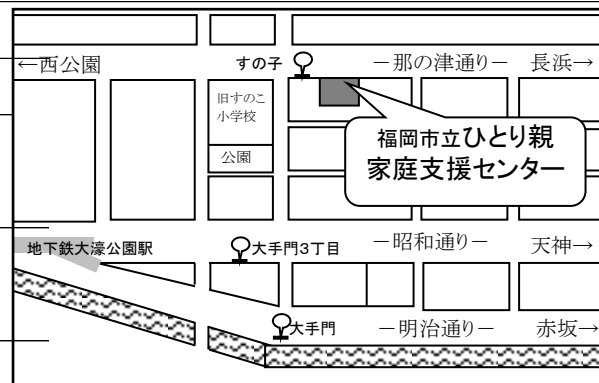 ←西公園
すの子
－那の津通り－
長浜→
旧すのこ
小学校
公園
福岡市立ひとり親
家庭支援センター
地下鉄大濠公園駅
大手門3丁目
－昭和通り－
天神→
大手門
－明治通り－
赤坂→